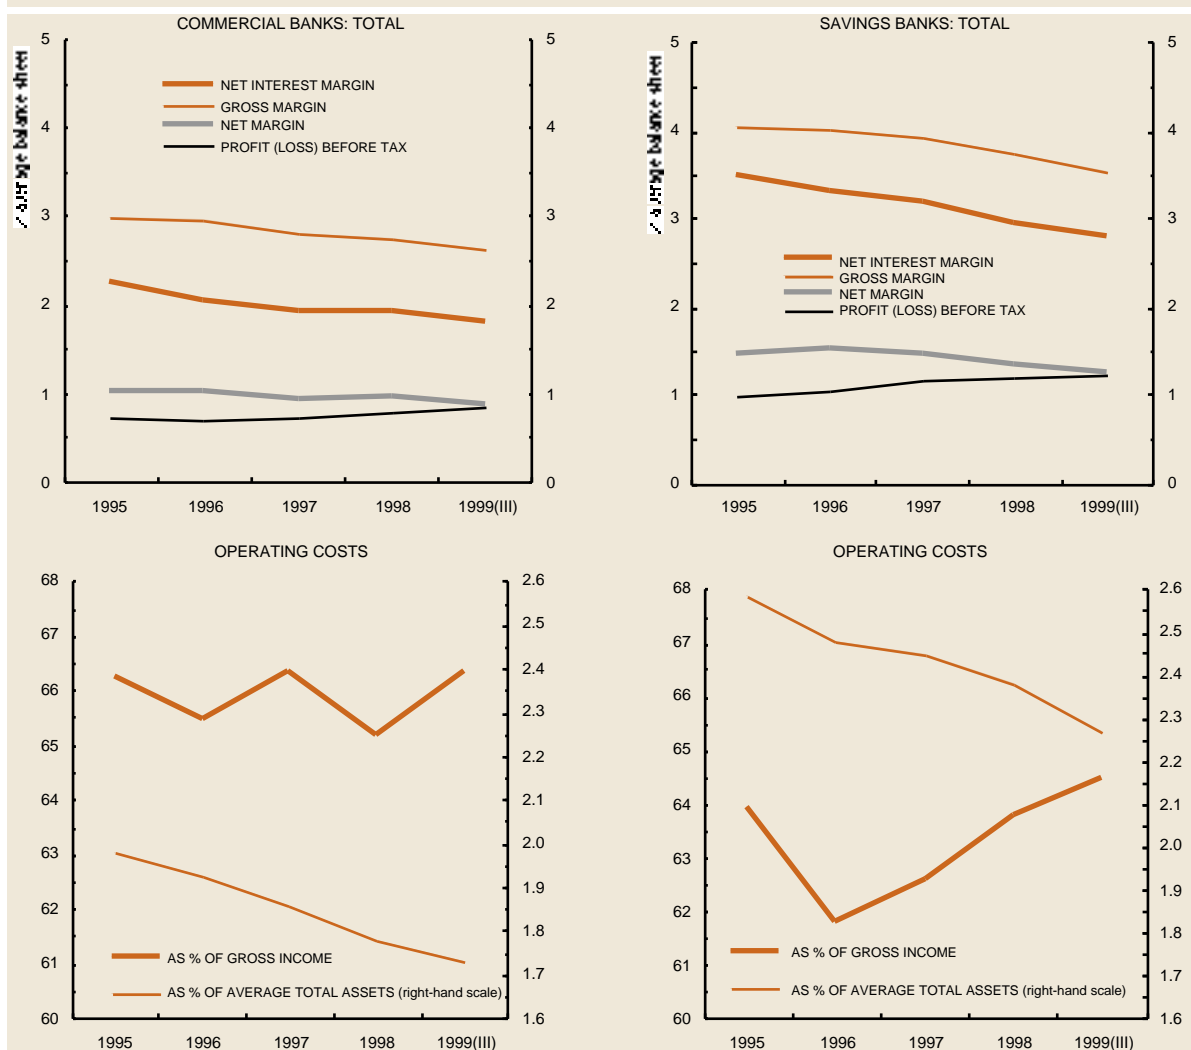 COMMERCIAL BANKS: TOTAL
5
4
3
2
1
0
balance sheet
NET INTEREST MARGIN
GROSS MARGIN
NET MARGIN
PROFIT (LOSS) BEFORE TAX
5
4
3
2
1
0
1995 1996 1997 1998 1999(III)
SAVINGS BANKS: TOTAL
5
4
3
2
1
0
balance sheet
NET INTEREST MARGIN
GROSS MARGIN
NET MARGIN
PROFIT (LOSS) BEFORE TAX
5
4
3
2
1
0
1995 1996 1997 1998 1999(III)
OPERATING COSTS
68
67
66
65
64
63
62
61
60
AS % OF GROSS INCOME
AS % OF AVERAGE TOTAL ASSETS (right-hand scale)
2.6
2.5
2.4
2.3
2.2
2.1
2.0
1.9
1.8
1.7
1.6
1995 1996 1997 1998 1999(III)
OPERATING COSTS
68
67
66
65
64
63
62
61
60
AS % OF GROSS INCOME
AS % OF AVERAGE TOTAL ASSETS (right-hand scale)
2.6
2.5
2.4
2.3
2.2
2.1
2.0
1.9
1.8
1.7
1.6
1995 1996 1997 1998 1999(III)